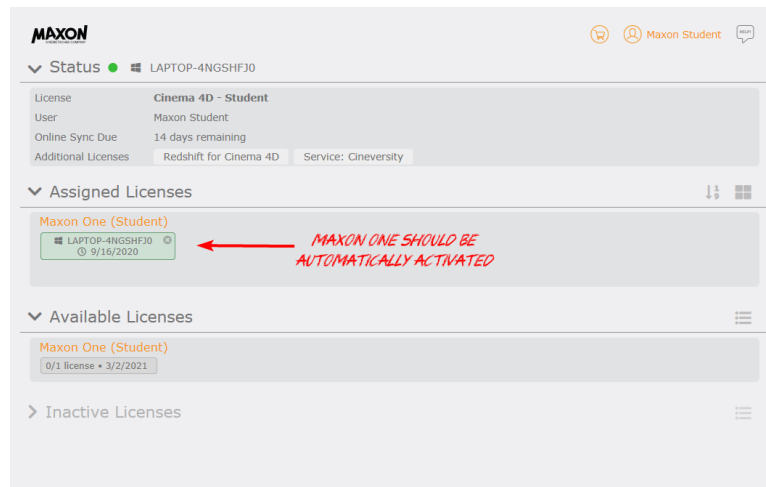 MAXON
Maxon Student
HELP!
Status LAPTOP-4NGSHFJ0
License Cinema 4D - Student
User Maxon Student
Online Sync Due 14 days remaining
Additional Licenses Redshift for Cinema 4D Service: Cineversity
Assigned Licenses
Maxon One (Student)
LAPTOP-4NGSHFJ0
9/16/2020
MAXON ONE SHOULD BE
AUTOMATICALLY ACTIVATED
Available Licenses
Maxon One (Student)
0/1 license • 3/2/2021
Inactive Licenses